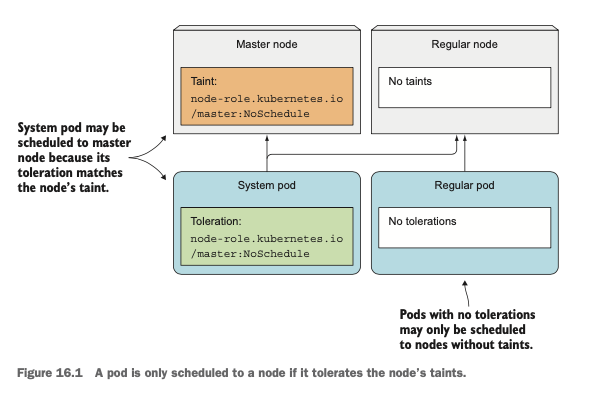 Master node
Regular node
Taint:
node-role.kubernetes.io
/master:NoSchedule
No taints
System pod may be
scheduled to master
node because its
toleration matches
the node's taint.
System pod
Regular pod
Toleration:
node-role.kubernetes.io
/master:NoSchedule
No tolerations
Pods with no tolerations
may only be scheduled
to nodes without taints.
Figure 16.1 A pod is only scheduled to a node if it tolerates the node's taints.